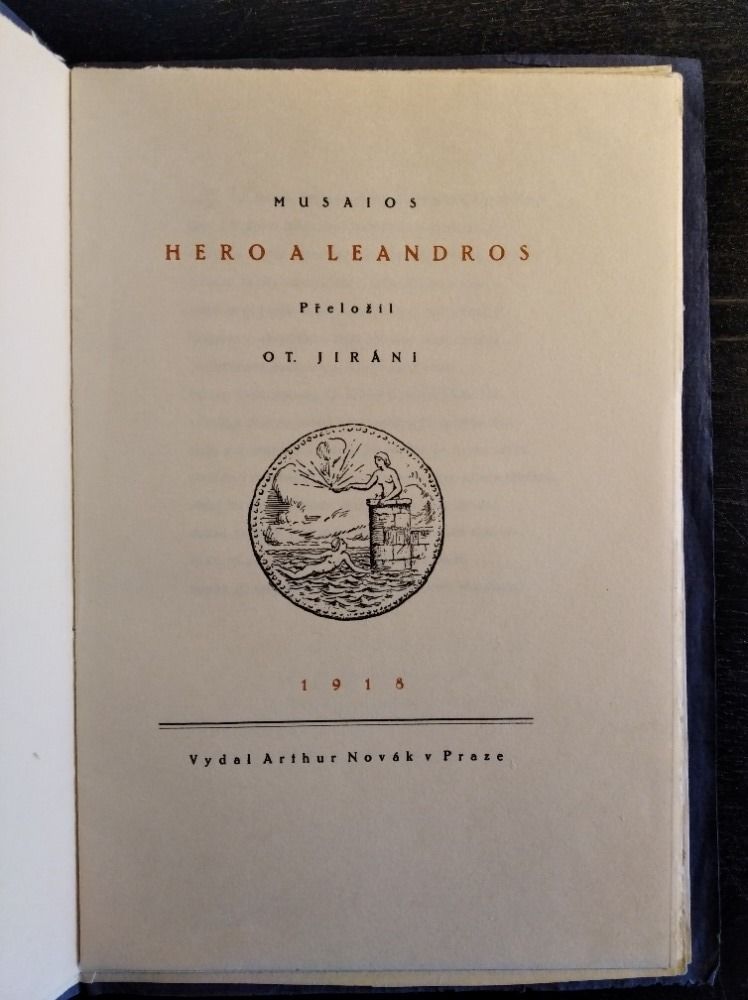 MUSAIOS
HERO A LEANDROS
Přeložil
OT. JIRÁNI
1918
Vydal Arthur Novák v Praze